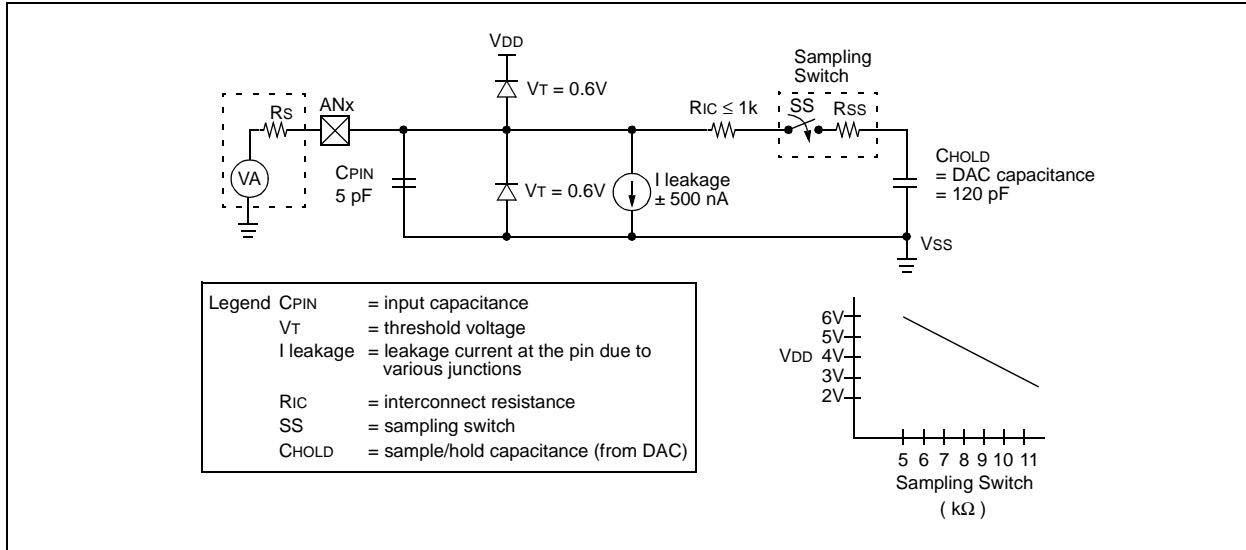 VDD
Sampling
Switch
VT = 0.6V
RS
ANx
RIC ≤ 1k
SS
RSS
CPIN
5 pF
VA
VT = 0.6V
I leakage
± 500 nA
CHOLD
= DAC capacitance
= 120 pF
VSS
Legend CPIN = input capacitance
VT = threshold voltage
I leakage = leakage current at the pin due to
various junctions
RIC = interconnect resistance
SS = sampling switch
CHOLD = sample/hold capacitance (from DAC)
6V
5V
VDD 4V
3V
2V
5 6 7 8 9 10 11
Sampling Switch
( kΩ )